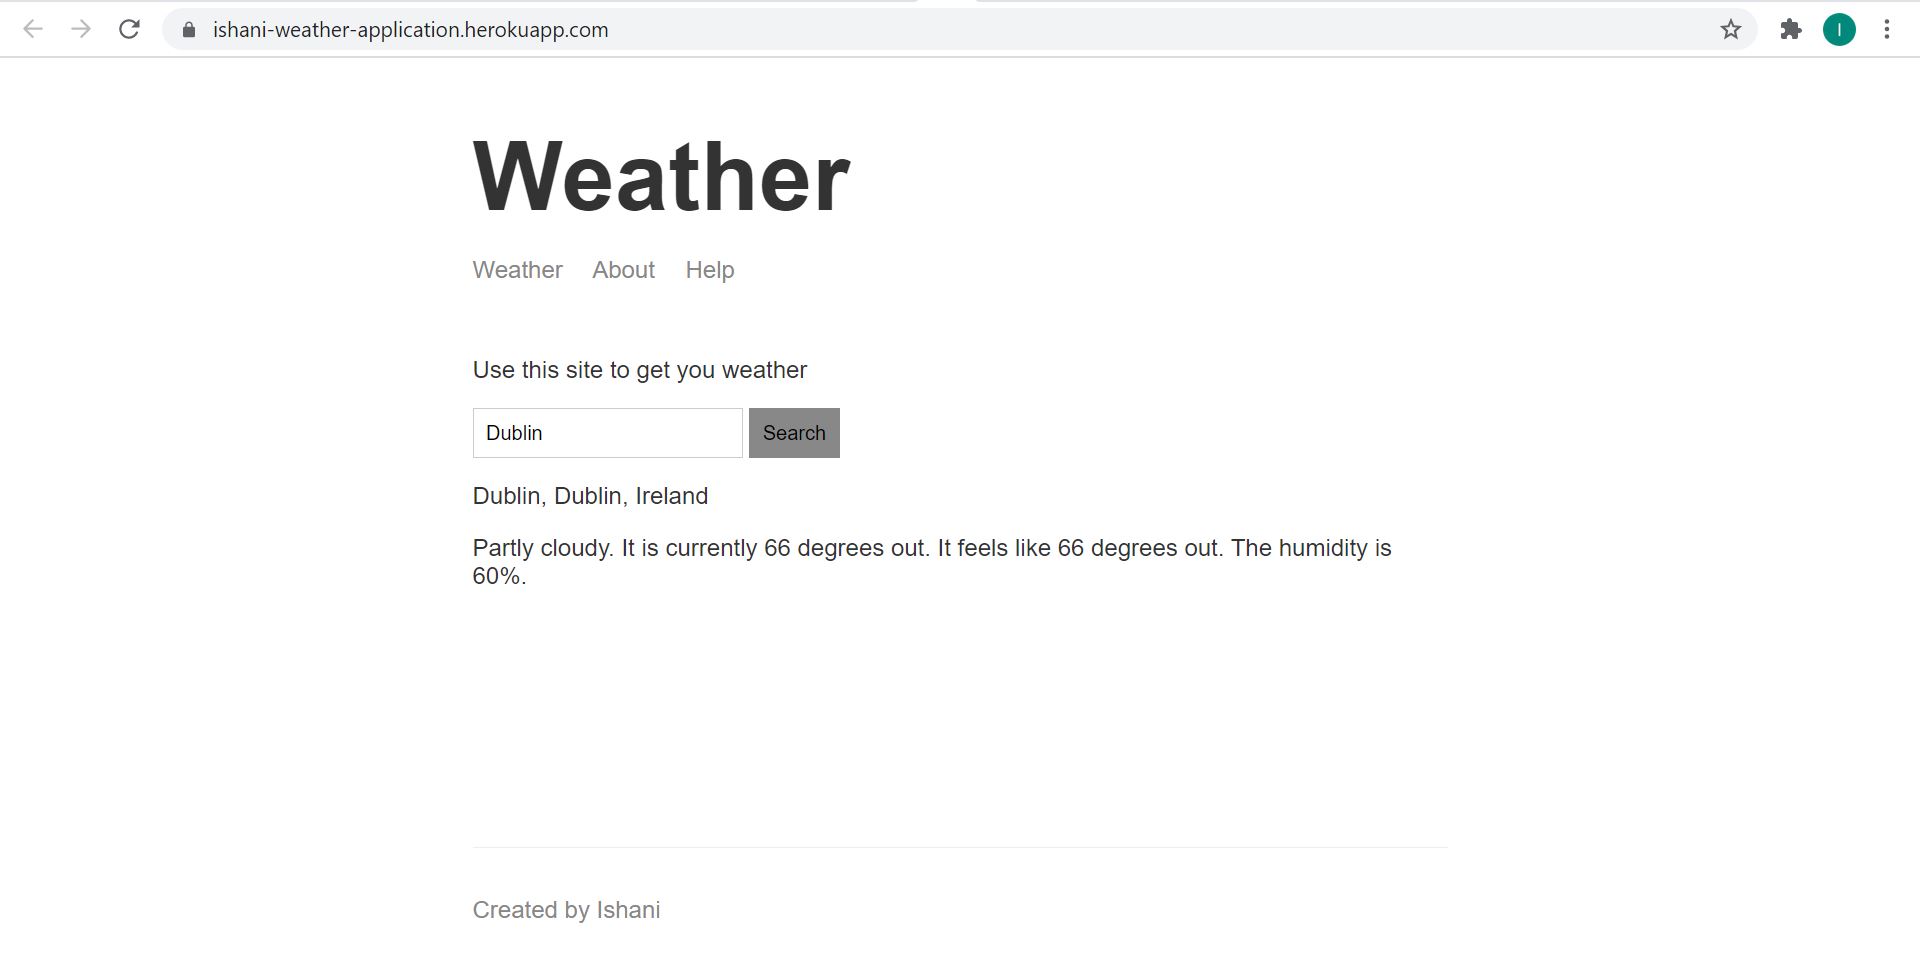 ishani-weather-application.herokuapp.com
I
Weather
Weather About Help
Use this site to get you weather
Dublin Search
Dublin, Dublin, Ireland
Partly cloudy. It is currently 66 degrees out. It feels like 66 degrees out. The humidity is
60%.
Created by Ishani